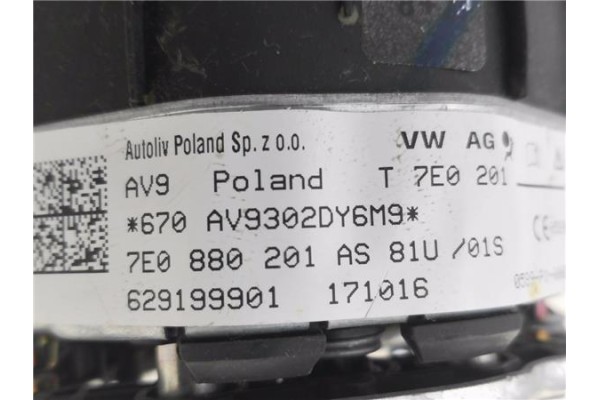 Autoliv Poland Sp. z o.o. VW AG
AV9 Poland T 7E0 201
*670 AV9302DY6M9*
7E0 880 201 AS 81U /01S
CE
629199901 171016